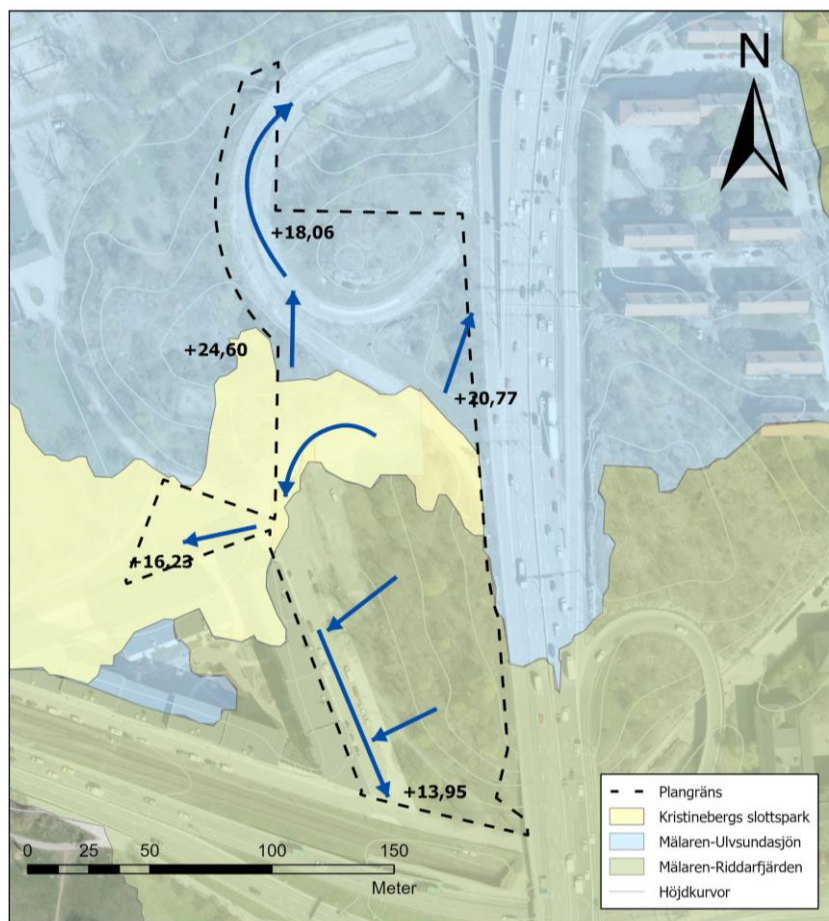 N
+18,06
+24,60
+20,77
+16,23
+13,95
Plangräns
Kristinebergs slottspark
Mälaren-Ulvsundasjön
Mälaren-Riddarfjärden
Höjdkurvor
0 25 50 100 150
Meter